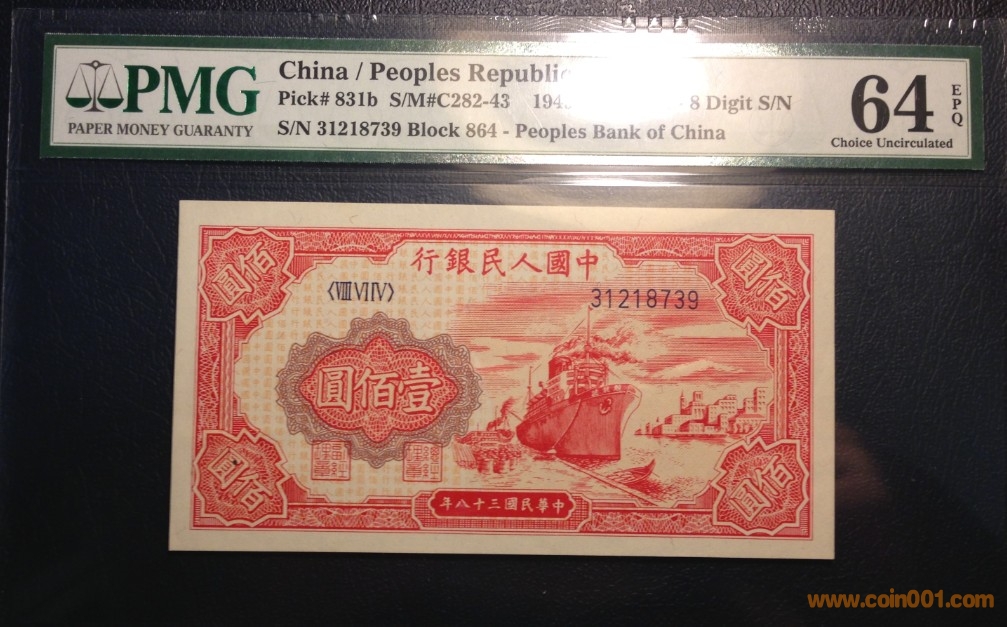 PMG
PAPER MONEY GUARANTY
China / Peoples Republic
Pick# 831b S/M#C282-43 194 8 Digit S/N
S/N 31218739 Block 864 - Peoples Bank of China
64
EPQ
Choice Uncirculated
佰圓
行銀民人國中
佰圓
〈VIII VI IV〉
31218739
圓佰壹
佰圓
年八十三國民華中
佰圓
www.coin001.com